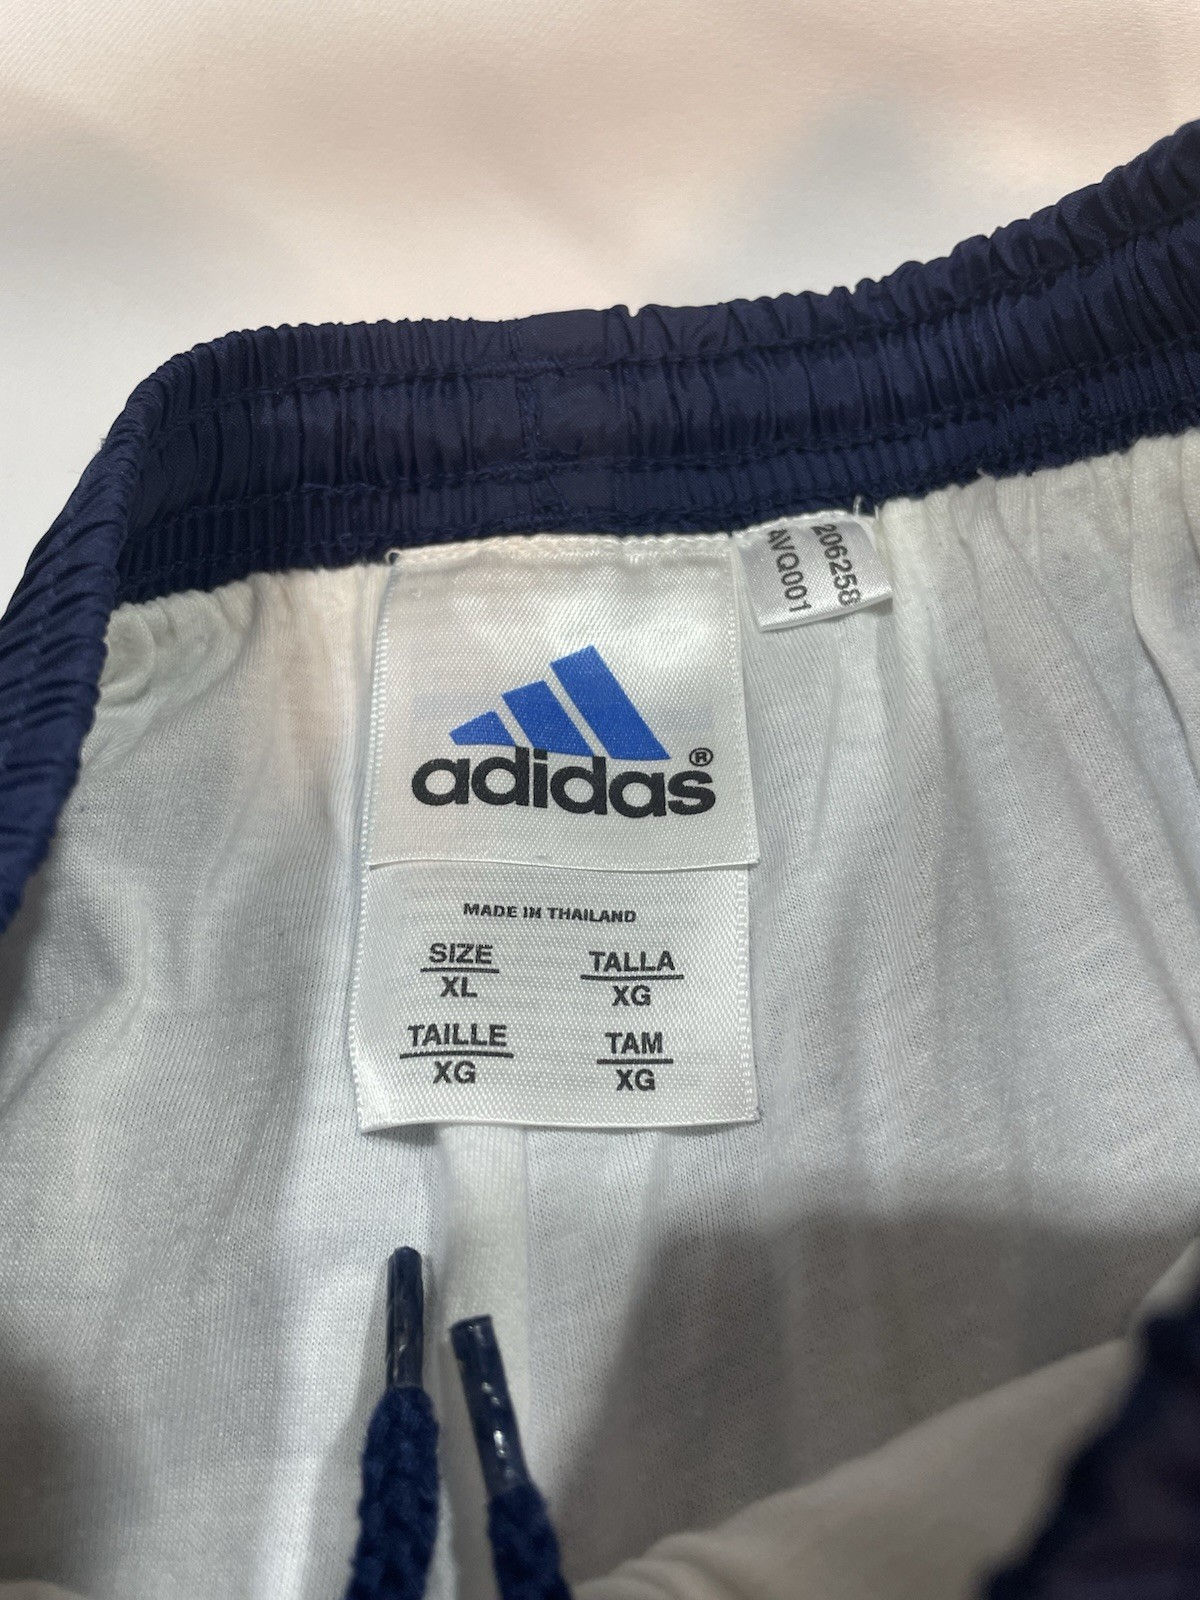 206258
AVQ001
adidas®
MADE IN THAILAND
SIZE
XL
TALLA
XG
TAILLE
XG
TAM
XG